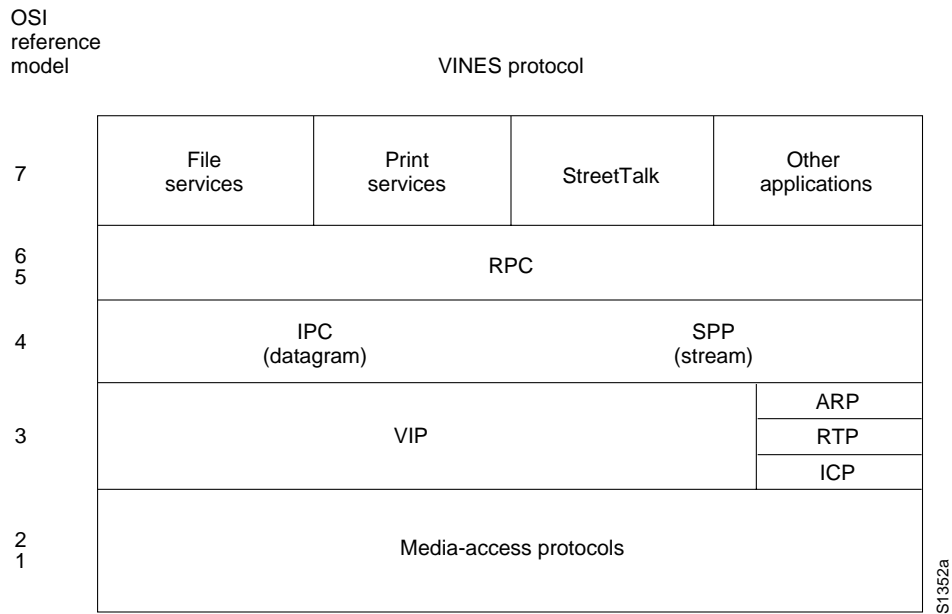 OSI
reference
model
VINES protocol
7
File
services
Print
services
StreetTalk
Other
applications
6
5
RPC
4
IPC
(datagram)
SPP
(stream)
3
VIP
ARP
RTP
ICP
2
1
Media-access protocols
S1352a